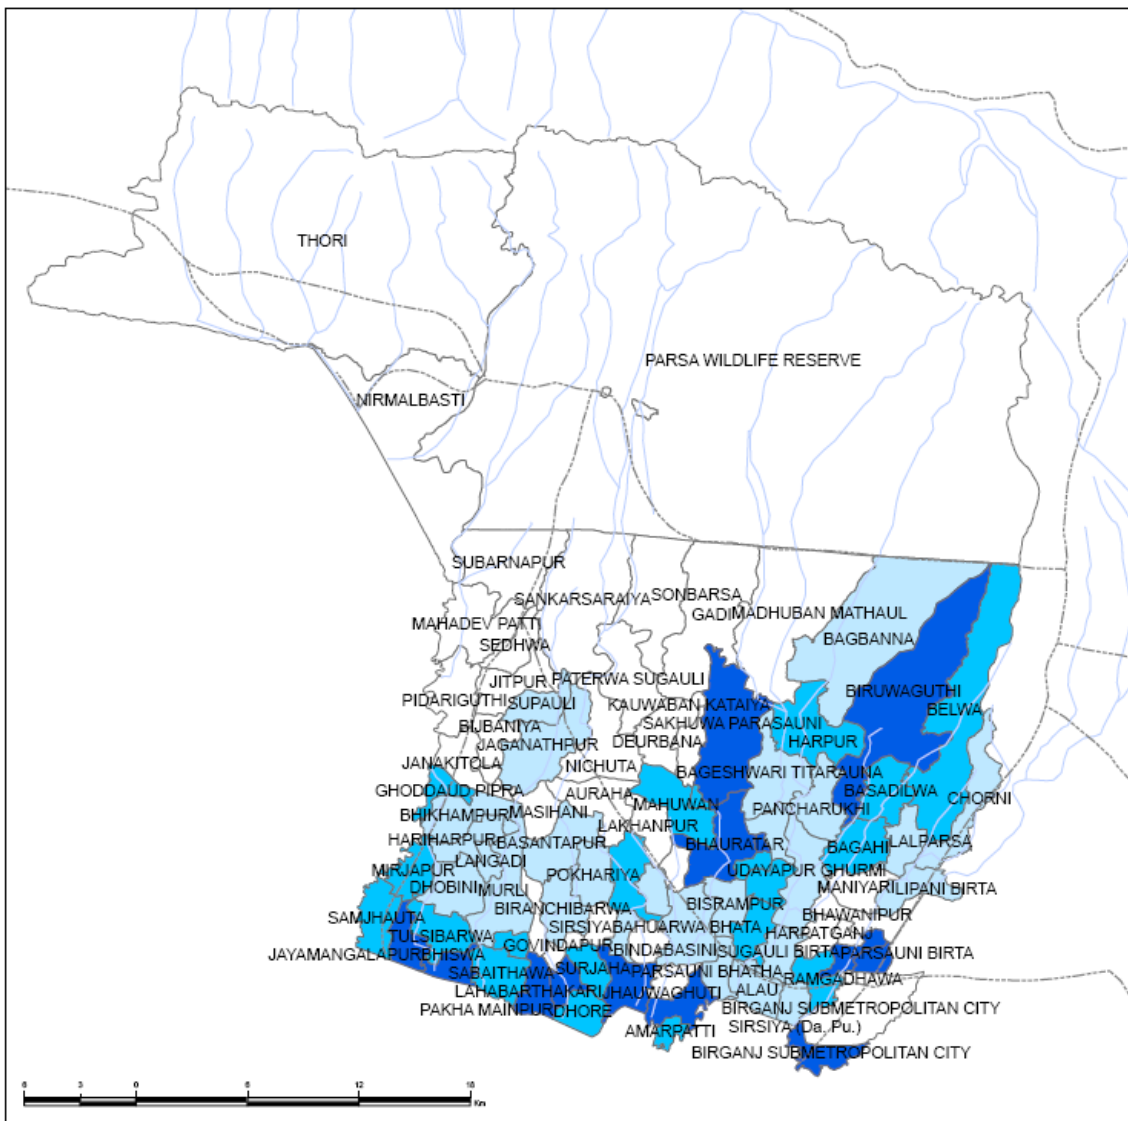 THORI
PARSA WILDLIFE RESERVE
NIRMALBASTI
SUBARNAPUR
SANKARSARAIYA
SONBARSA
GADI
MADHUBAN MATHAUL
MAHADEV PATTI
BAGBANNA
SEDHWA
JITPUR
PATERWA SUGAULI
BIRUWAGUTHI
PIDARIGUTHI
SUPAULI
KAUWABAN KATAIYA
BELWA
BIJBANIYA
SAKHUWA PARASAUNI
JAGANATHPUR
DEURBANA
HARPUR
JANAKITOLA
NICHUTA
BAGESHWARI TITARAUNA
GHODDAUD PIPRA
AURAHA
BASADILWA
CHORNI
BHIKHAMPUR
MASIHANI
MAHUWAN
PANCHARUKHI
LAKHANPUR
HARIHARPUR
BASANTAPUR
BHAURATAR
BAGAHI
LALPARSA
LANGADI
MIRJAPUR
POKHARIYA
UDAYAPUR GHURMI
DHOBINI
MURLI
MANIYARI
LIPANI BIRTA
BIRANCHIBARWA
BISRAMPUR
SAMJHAUTA
BHAWANIPUR
SIRSIYA
BAHUARWA BHATA
TULSIBARWA
HARPATGANJ
GOVINDAPUR
BINDABASINI
SUGAULI BIRTA
PARSAUNI BIRTA
JAYAMANGALAPUR
BHISWA
SABAITHAWA
SURJAHA
PARSAUNI BHATHA
RAMGADHAWA
LAHABARTHAKARI
JHAUWAGHUTI
ALAU
PAKHA MAINPUR
DHORE
BIRGANJ SUBMETROPOLITAN CITY
AMARPATTI
SIRSIYA (Da. Pu.)
BIRGANJ SUBMETROPOLITAN CITY
6 3 0 6 12 18
Km